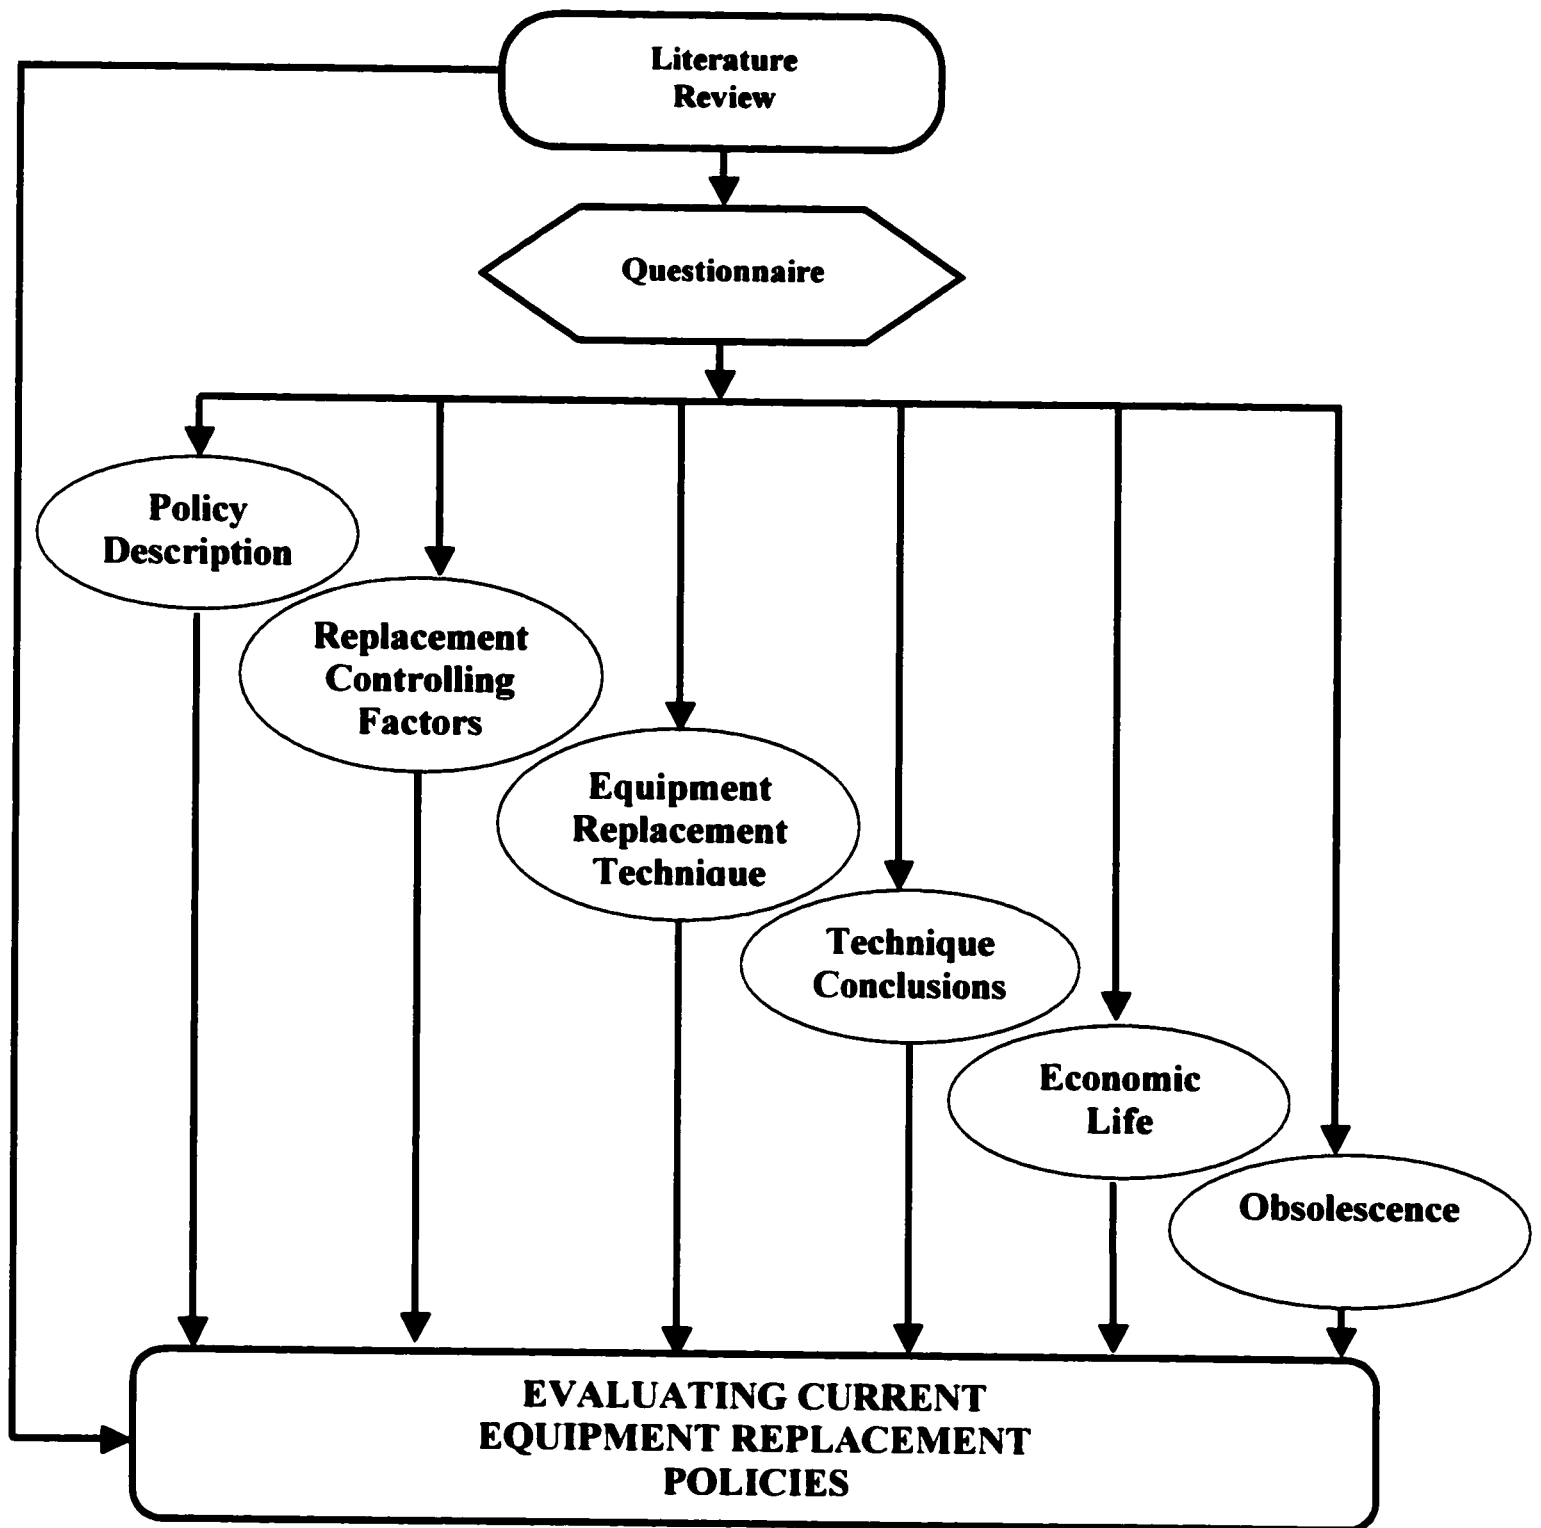 Literature
Review
Questionnaire
Policy
Description
Replacement
Controlling
Factors
Equipment
Replacement
Technique
Technique
Conclusions
Economic
Life
Obsolescence
EVALUATING CURRENT
EQUIPMENT REPLACEMENT
POLICIES